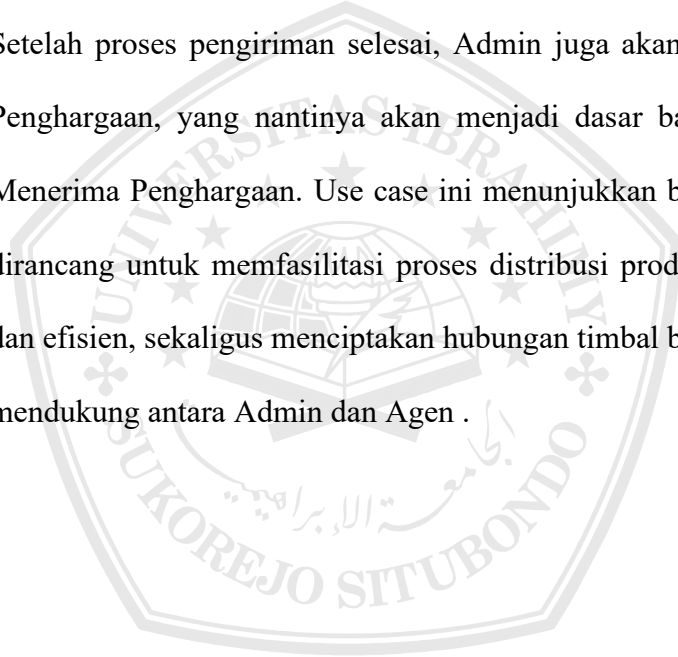 Setelah proses pengiriman selesai, Admin juga akan
Penghargaan, yang nantinya akan menjadi dasar ba
Menerima Penghargaan. Use case ini menunjukkan b
dirancang untuk memfasilitasi proses distribusi prod
dan efisien, sekaligus menciptakan hubungan timbal b
mendukung antara Admin dan Agen .
UNIVERSITAS IBRAHIMY
الجامعة الإبراهيمية
SUKOREJO SITUBONDO